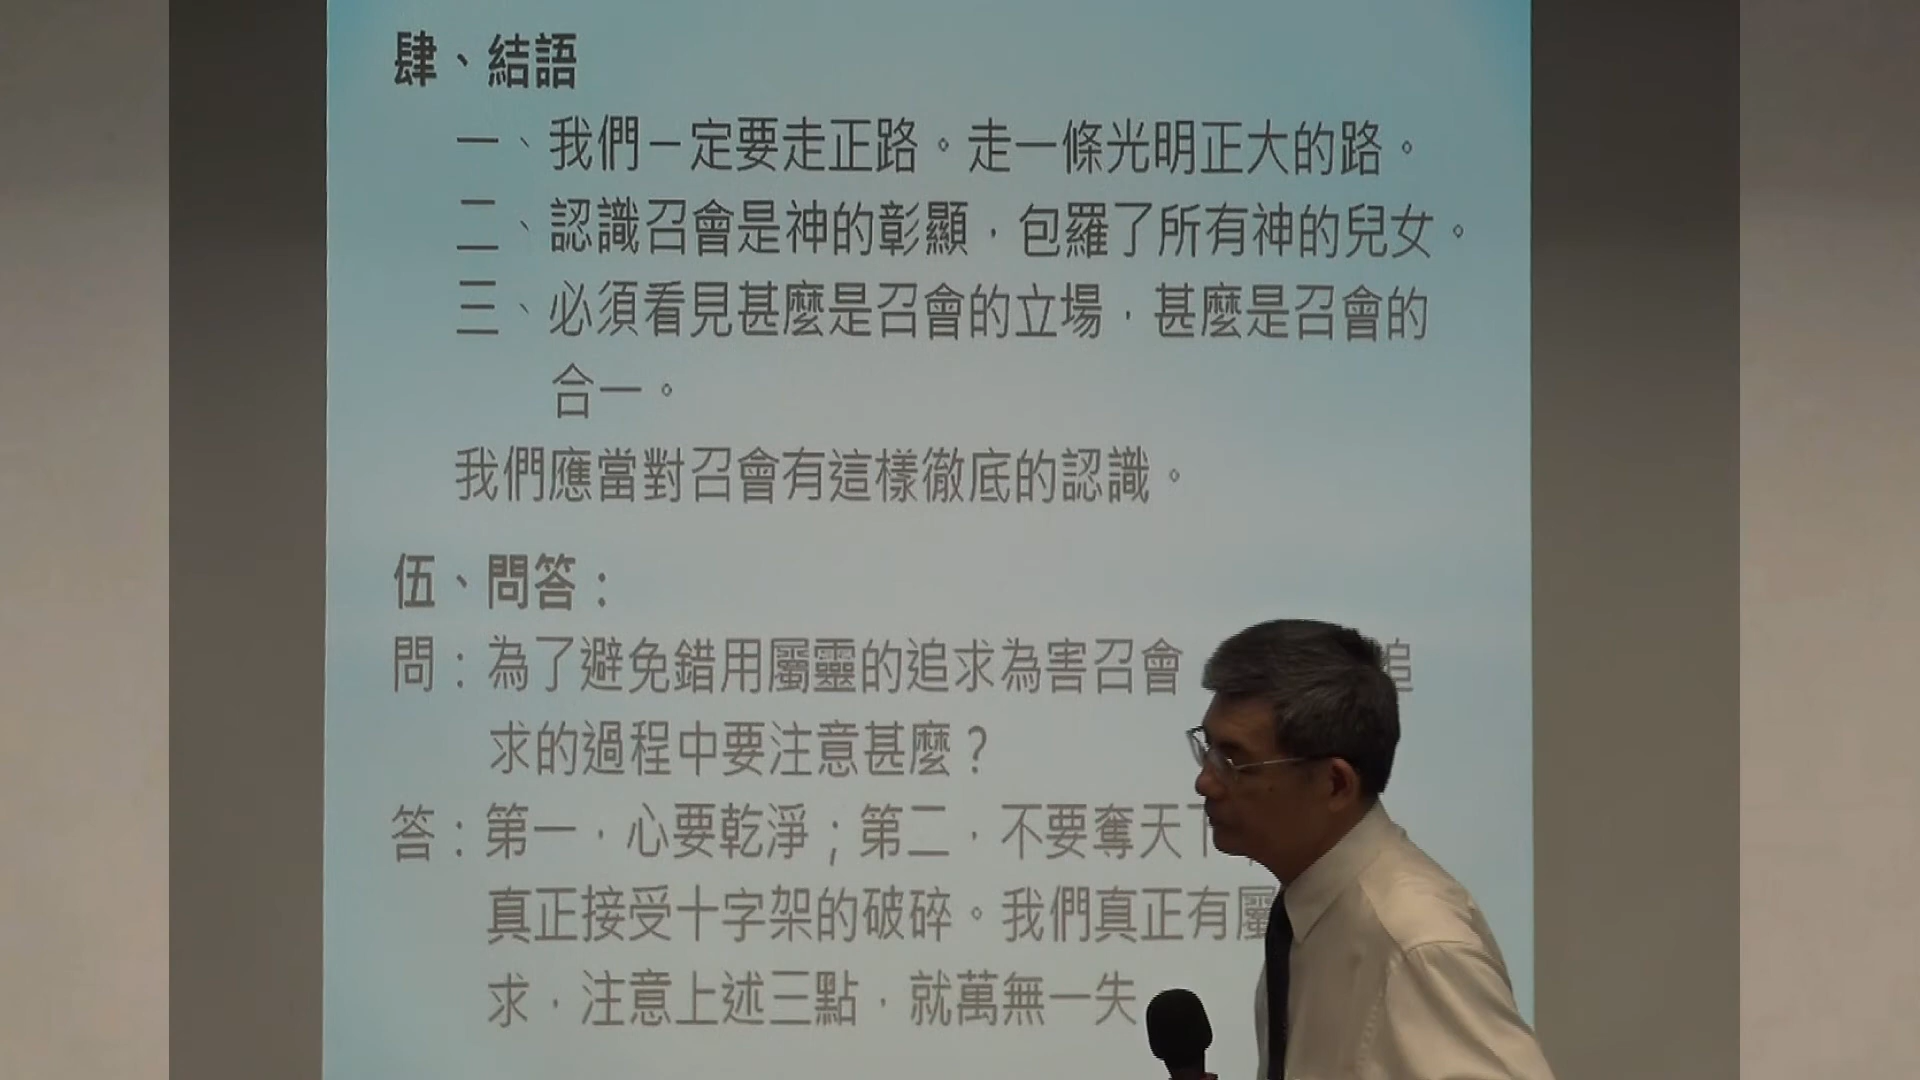 肆、結語
一、我們一定要走正路。走一條光明正大的路。
二、認識召會是神的彰顯，包羅了所有神的兒女。
三、必須看見甚麼是召會的立場，甚麼是召會的
合一。
我們應當對召會有這樣徹底的認識。
伍、問答：
問：為了避免錯用屬靈的追求為害召會 追
求的過程中要注意甚麼？
答：第一，心要乾淨；第二，不要奪天
真正接受十字架的破碎。我們真正有屬
求，注意上述三點，就萬無一失